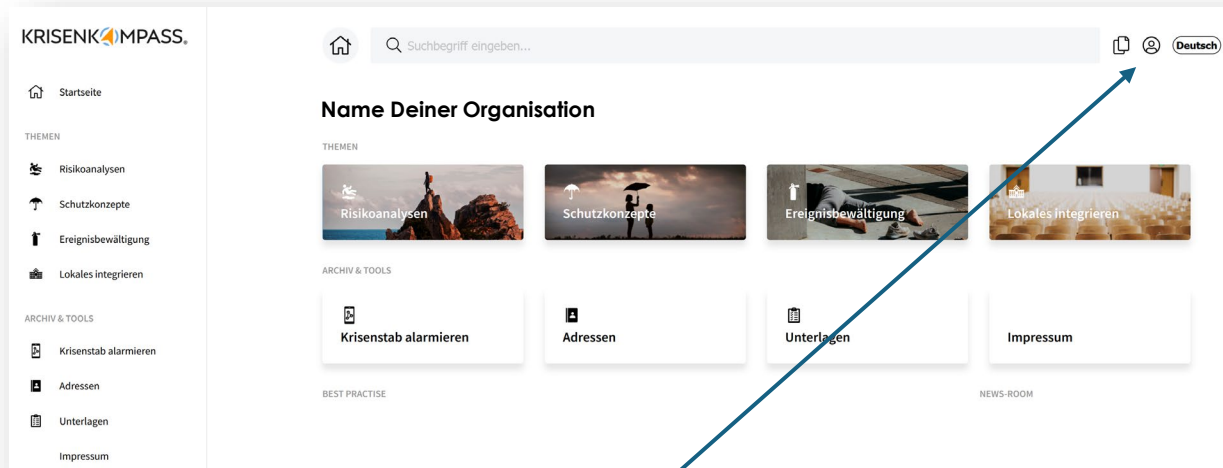 KRISENKOMPASS®
Startseite
THEMEN
Risikoanalysen
Schutzkonzepte
Ereignisbewältigung
Lokales integrieren
ARCHIV & TOOLS
Krisenstab alarmieren
Adressen
Unterlagen
Impressum
Suchbegriff eingeben...
Deutsch
Name Deiner Organisation
THEMEN
Risikoanalysen
Schutzkonzepte
Ereignisbewältigung
Lokales integrieren
ARCHIV & TOOLS
Krisenstab alarmieren
Adressen
Unterlagen
Impressum
BEST PRACTISE
NEWS-ROOM